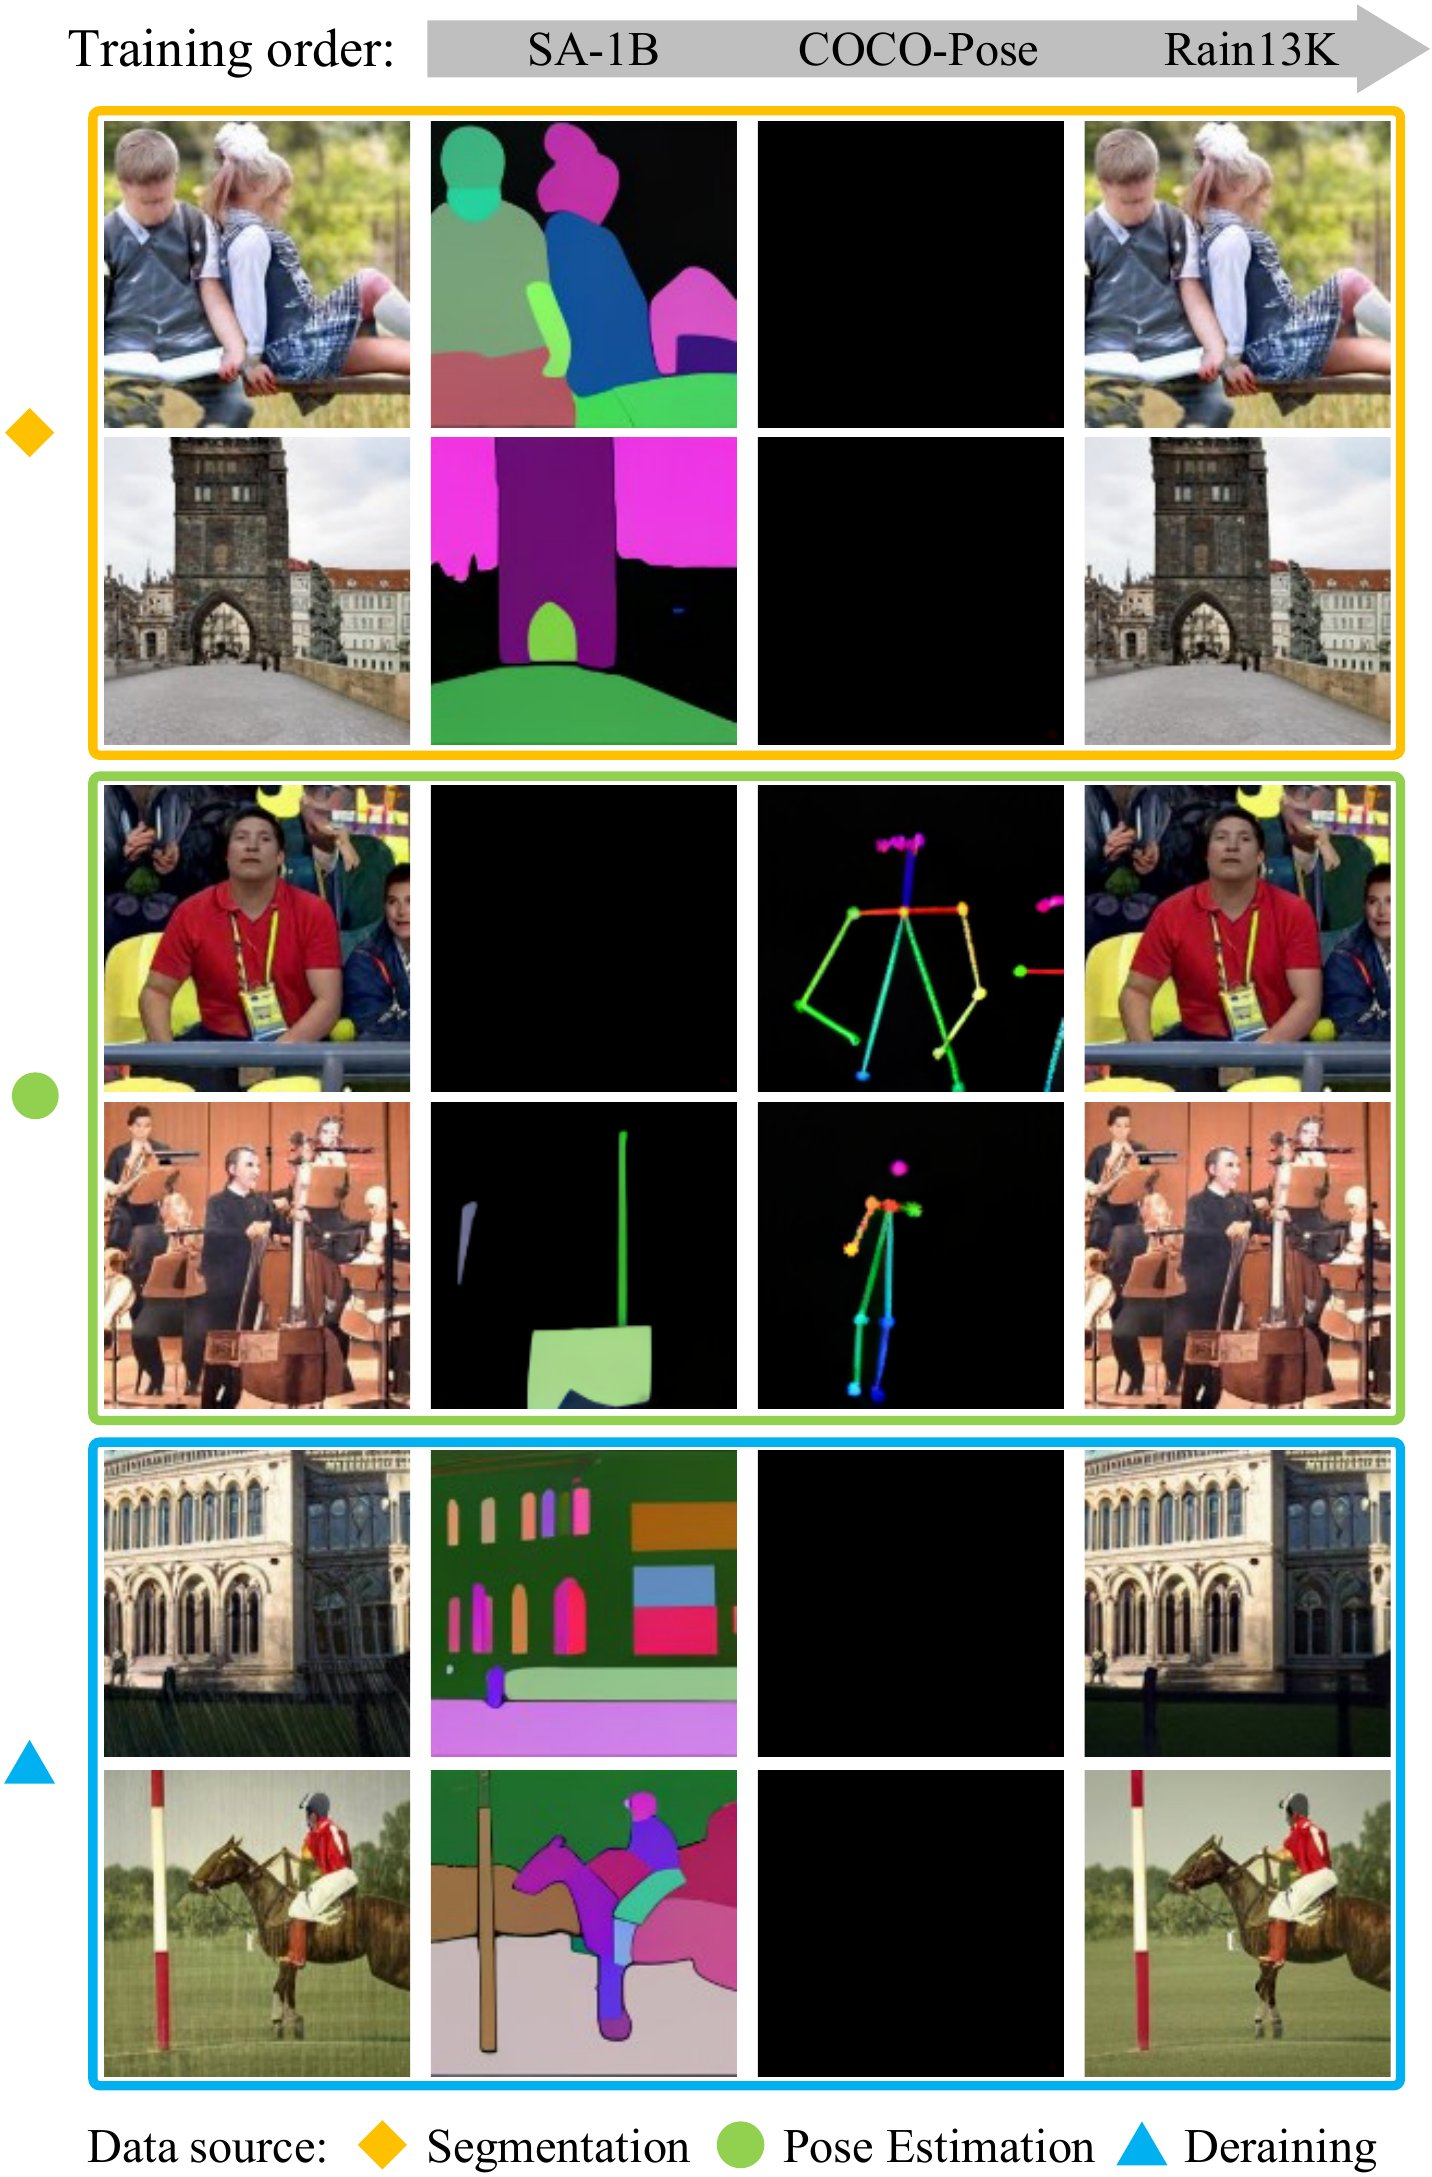 Training order: SA-1B COCO-Pose Rain13K
Data source: Segmentation Pose Estimation Deraining